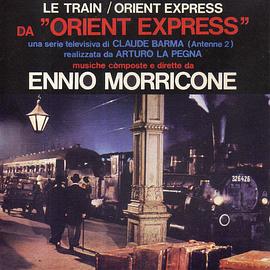 LE TRAIN / ORIENT EXPRESS
DA "ORIENT EXPRESS"
una serie televisiva di CLAUDE BARMA (Antenne 2)
realizzata da ARTURO LA PEGNA
musiche composte e dirette da
ENNIO MORRICONE
326426